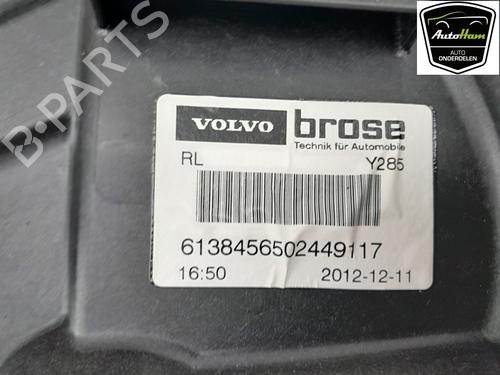 AutoHam
AUTO
ONDERDELEN
B-PARTS
VOLVO
brose
Technik für Automobile
RL
Y285
6138456502449117
16:50
2012-12-11